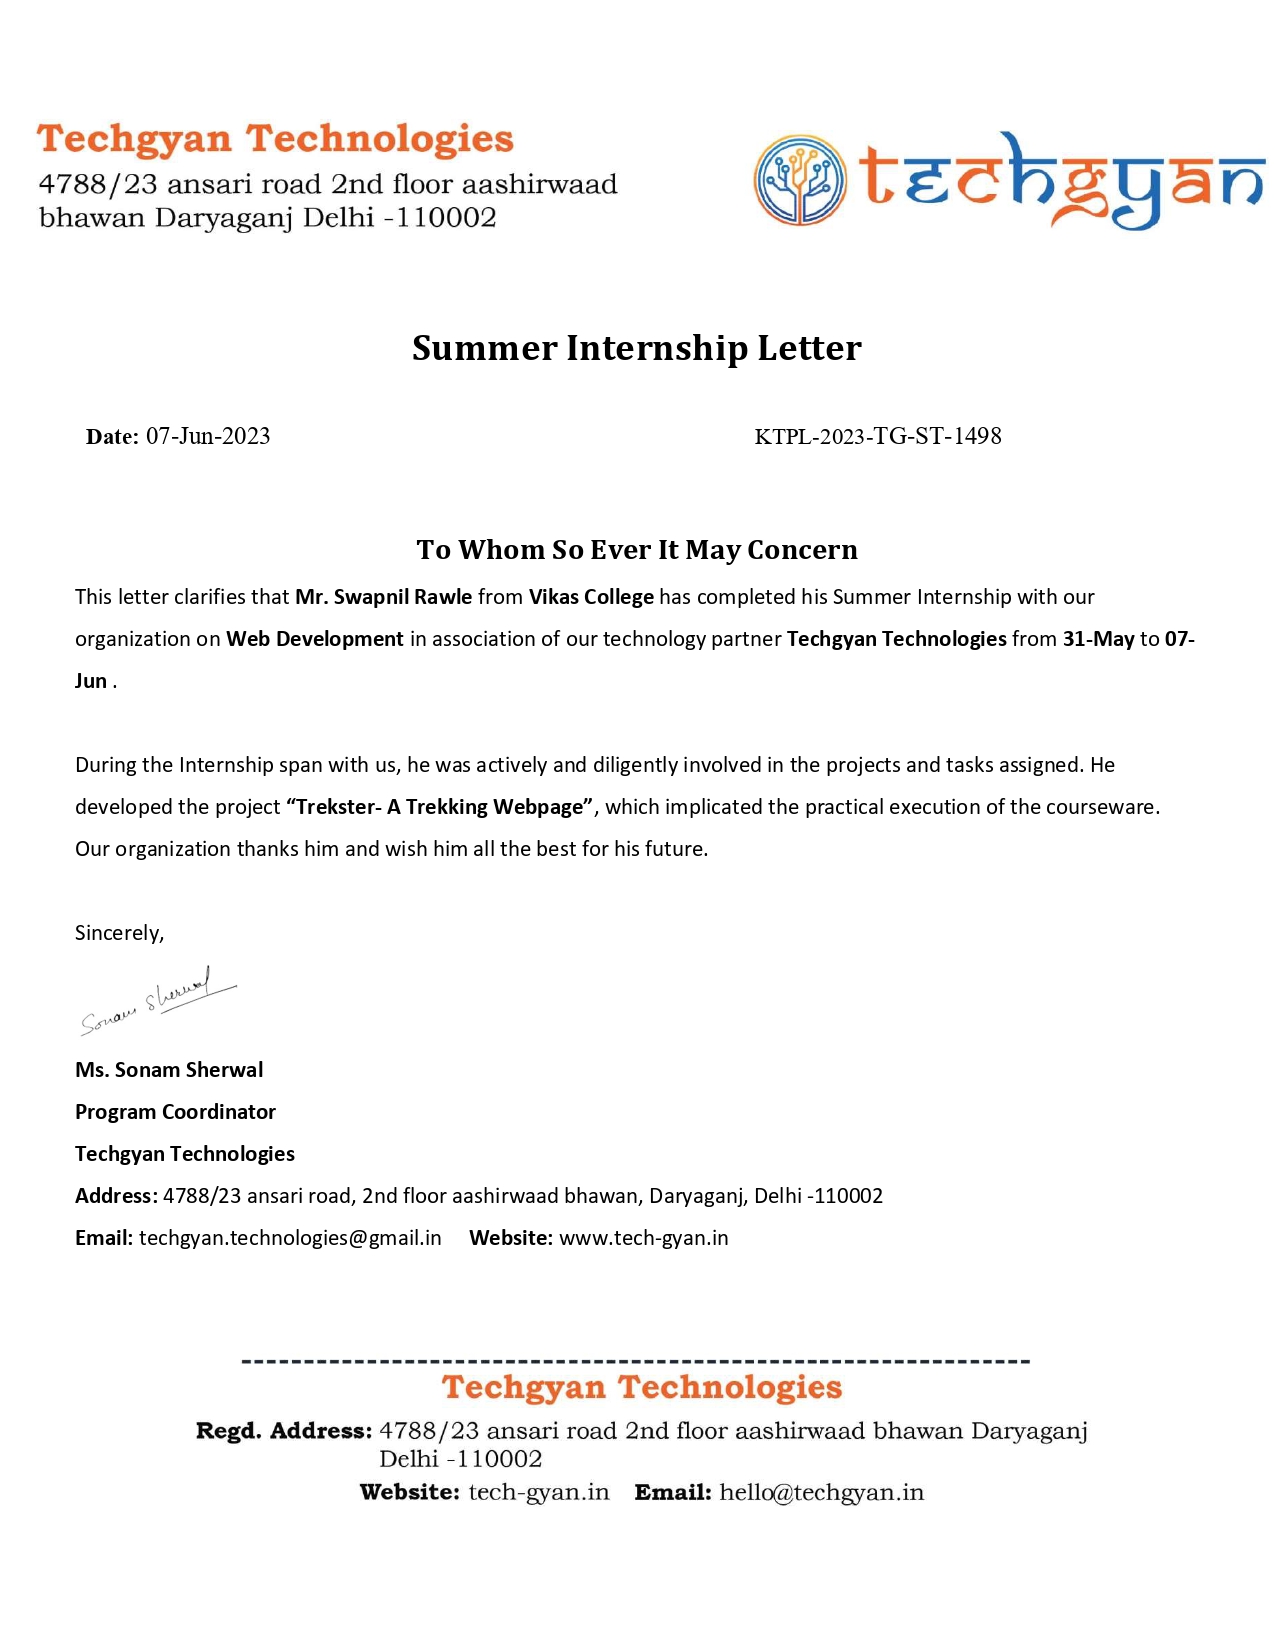 Techgyan Technologies
4788/23 ansari road 2nd floor aashirwaad
bhawan Daryaganj Delhi -110002
techgyan
Summer Internship Letter
Date: 07-Jun-2023 KTPL-2023-TG-ST-1498
To Whom So Ever It May Concern
This letter clarifies that Mr. Swapnil Rawle from Vikas College has completed his Summer Internship with our
organization on Web Development in association of our technology partner Techgyan Technologies from 31-May to 07-
Jun .
During the Internship span with us, he was actively and diligently involved in the projects and tasks assigned. He
developed the project “Trekster- A Trekking Webpage”, which implicated the practical execution of the courseware.
Our organization thanks him and wish him all the best for his future.
Sincerely,
Sonam Sherwal
Ms. Sonam Sherwal
Program Coordinator
Techgyan Technologies
Address: 4788/23 ansari road, 2nd floor aashirwaad bhawan, Daryaganj, Delhi -110002
Email: techgyan.technologies@gmail.in Website: www.tech-gyan.in
---------------------------------------------------------------
Techgyan Technologies
Regd. Address: 4788/23 ansari road 2nd floor aashirwaad bhawan Daryaganj
Delhi -110002
Website: tech-gyan.in Email: hello@techgyan.in